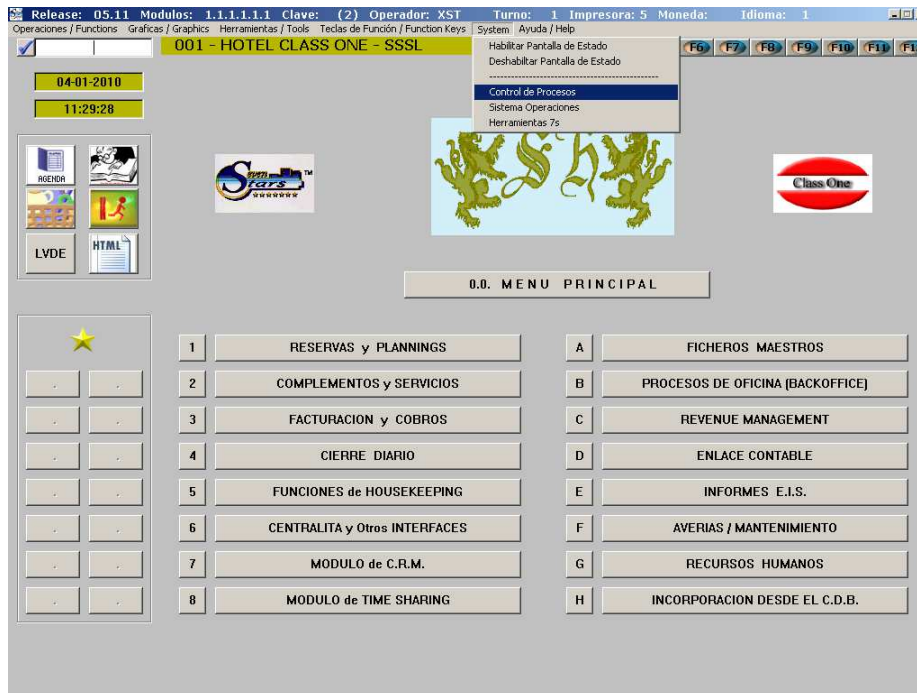 Release: 05.11 Modulos: 1.1.1.1.1.1 Clave: (2) Operador: XST Turno: 1 Impresora: 5 Moneda: Idioma: 1
Operaciones / Functions Graficas / Graphics Herramientas / Tools Teclas de Función / Function Keys System Ayuda / Help
001 - HOTEL CLASS ONE - SSSL
F6 F7 F8 F9 F10 F11
Habilitar Pantalla de Estado
Deshabilitar Pantalla de Estado
Control de Procesos
Sistema Operaciones
Herramientas 7s
04-01-2010
11:29:28
AGENDA
LVDE
HTML
Seven Stars TM
Sh
Class One
0.0. MENU PRINCIPAL
1 RESERVAS y PLANNINGS A FICHEROS MAESTROS
2 COMPLEMENTOS y SERVICIOS B PROCESOS DE OFICINA (BACKOFFICE)
3 FACTURACION y COBROS C REVENUE MANAGEMENT
4 CIERRE DIARIO D ENLACE CONTABLE
5 FUNCIONES de HOUSEKEEPING E INFORMES E.I.S.
6 CENTRALITA y Otros INTERFACES F AVERIAS / MANTENIMIENTO
7 MODULO de C.R.M. G RECURSOS HUMANOS
8 MODULO de TIME SHARING H INCORPORACION DESDE EL C.D.B.